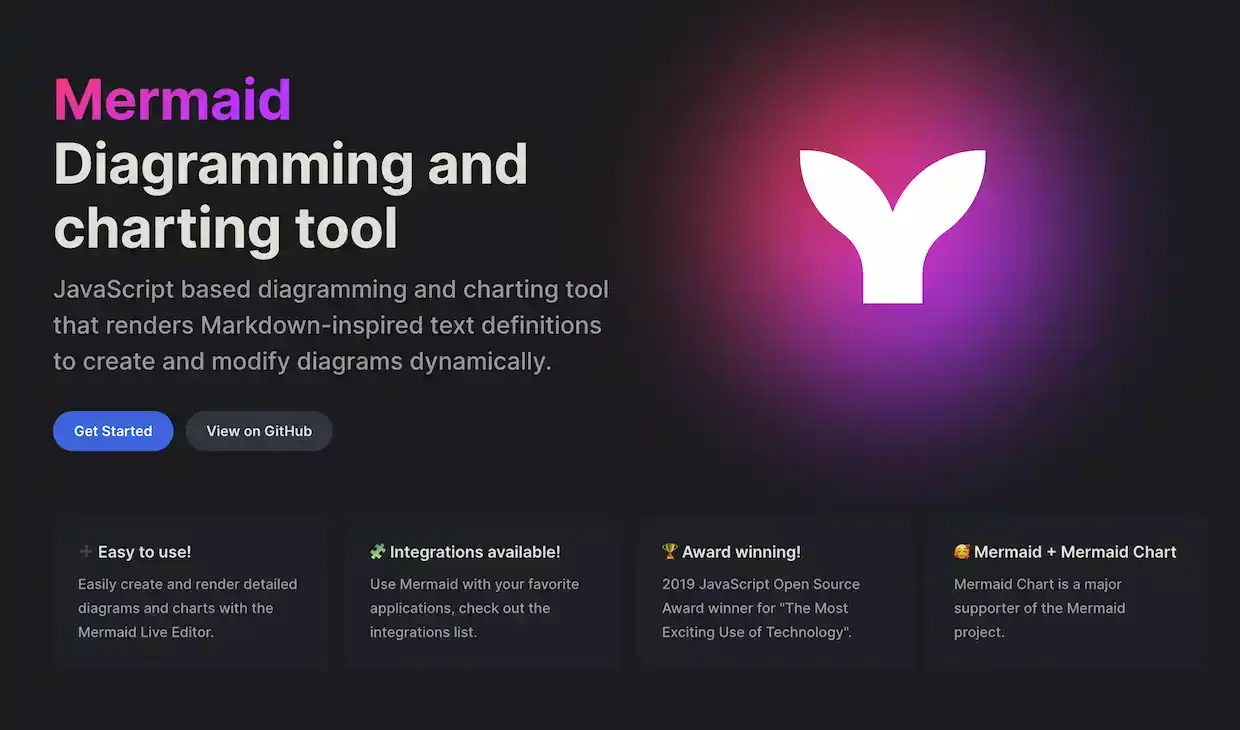 Mermaid
Diagramming and
charting tool
JavaScript based diagramming and charting tool
that renders Markdown-inspired text definitions
to create and modify diagrams dynamically.
Get Started
View on GitHub
➕ Easy to use!
Easily create and render detailed
diagrams and charts with the
Mermaid Live Editor.
🧩 Integrations available!
Use Mermaid with your favorite
applications, check out the
integrations list.
🏆 Award winning!
2019 JavaScript Open Source
Award winner for "The Most
Exciting Use of Technology".
🥰 Mermaid + Mermaid Chart
Mermaid Chart is a major
supporter of the Mermaid
project.